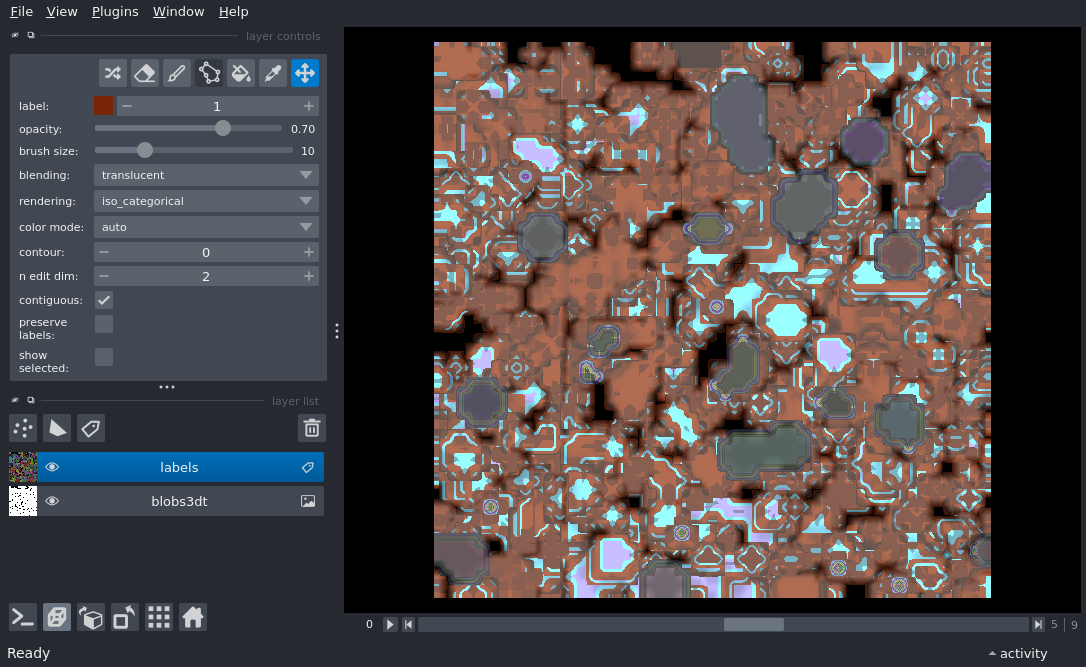 File View Plugins Window Help
layer controls
label: 1
opacity: 0.70
brush size: 10
blending: translucent
rendering: iso_categorical
color mode: auto
contour: 0
n edit dim: 2
contiguous:
preserve
labels:
show
selected:
layer list
labels
blobs3dt
0 5 | 9
Ready activity